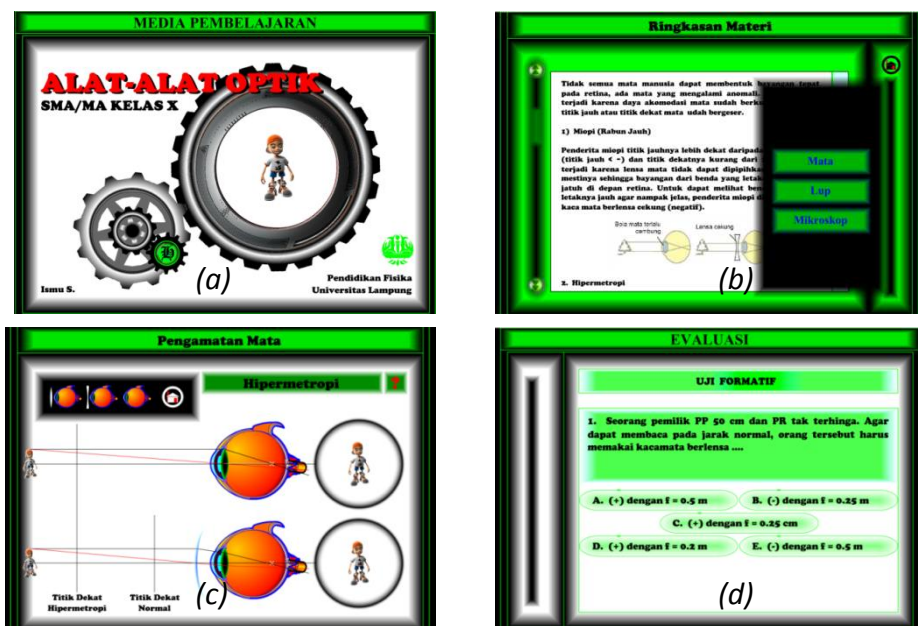 MEDIA PEMBELAJARAN
ALAT-ALAT OPTIK
SMA/MA KELAS X
Ismu S.
Pendidikan Fisika
Universitas Lampung
(a)
Ringkasan Materi
Tidak semua mata manusia dapat membentuk bayangan tepat
pada retina, ada mata yang mengalami anomali.
terjadi karena daya akomodasi mata sudah
titik jauh atau titik dekat mata udah bergeser.
1) Miopi (Rabun Jauh)
Penderita miopi titik jauhnya lebih dekat
(titik jauh < ~) dan titik dekatnya kurang dari
terjadi karena lensa mata tidak dapat
mestinya sehingga bayangan dari benda yang
jatuh di depan retina. Untuk dapat melihat
letaknya jauh agar nampak jelas, penderita miopi
kaca mata berlensa cekung (negatif).
Bola mata terlalu
cembung
Lensa cekung
2. Hipermetropi
Mata
Lup
Mikroskop
(b)
Pengamatan Mata
Hipermetropi
?
Titik Dekat
Hipermetropi
Titik Dekat
Normal
(c)
EVALUASI
UJI FORMATIF
1. Seorang pemilik PP 50 cm dan PR tak terhinga. Agar
dapat membaca pada jarak normal, orang tersebut harus
memakai kacamata berlensa ....
A. (+) dengan f = 0.5 m
B. (-) dengan f = 0.25 m
C. (+) dengan f = 0.25 cm
D. (+) dengan f = 0.2 m
E. (-) dengan f = 0.5 m
(d)